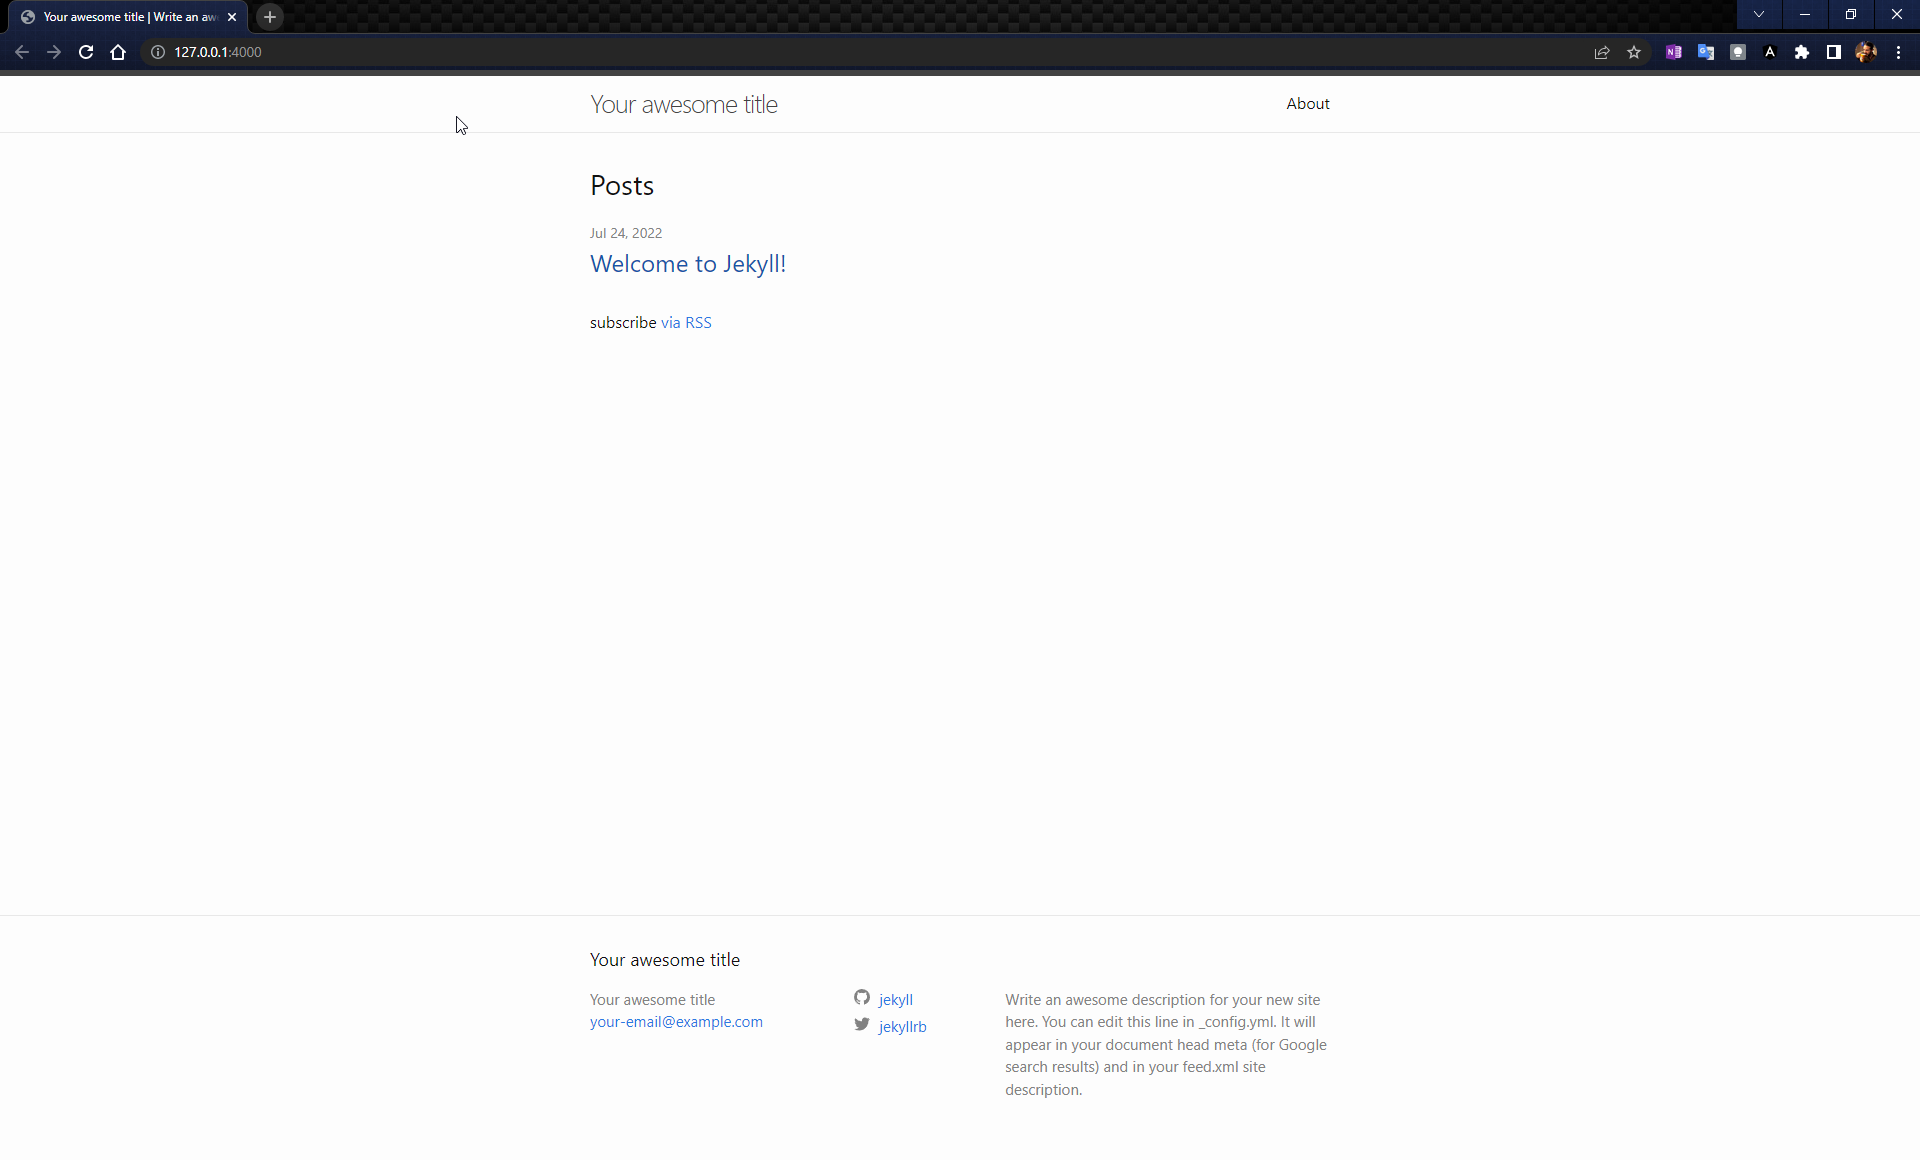 Your awesome title | Write an aw
127.0.0.1:4000
N
G
A
Your awesome title
About
Posts
Jul 24, 2022
Welcome to Jekyll!
subscribe via RSS
Your awesome title
Your awesome title
your-email@example.com
jekyll
jekyllrb
Write an awesome description for your new site
here. You can edit this line in _config.yml. It will
appear in your document head meta (for Google
search results) and in your feed.xml site
description.